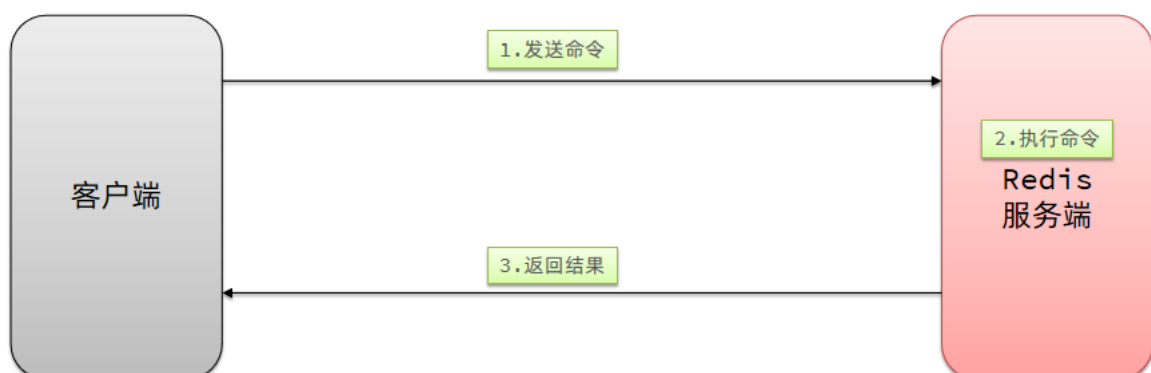 1.发送命令
2.执行命令
客户端
Redis
服务端
3.返回结果